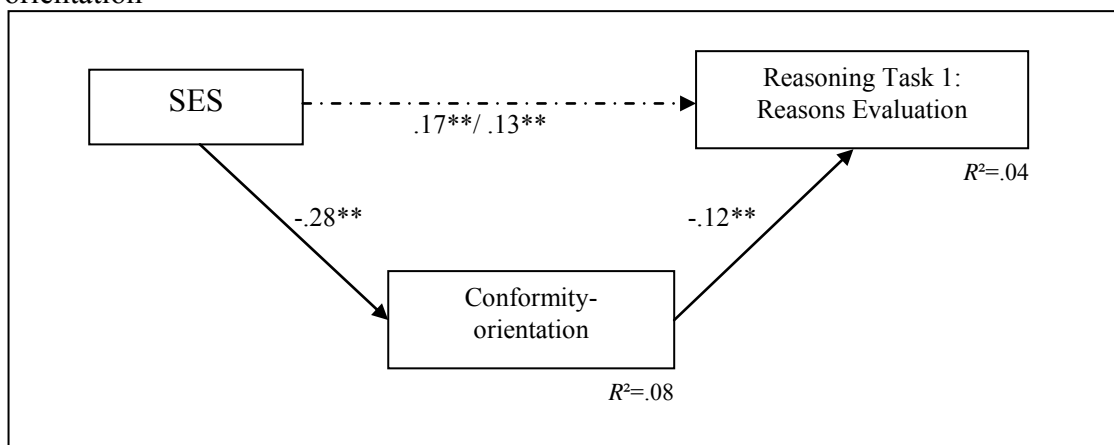 orientation
SES
Reasoning Task 1:
Reasons Evaluation
.17**/ .13**
R²=.04
-.28**
-.12**
Conformity-
orientation
R²=.08